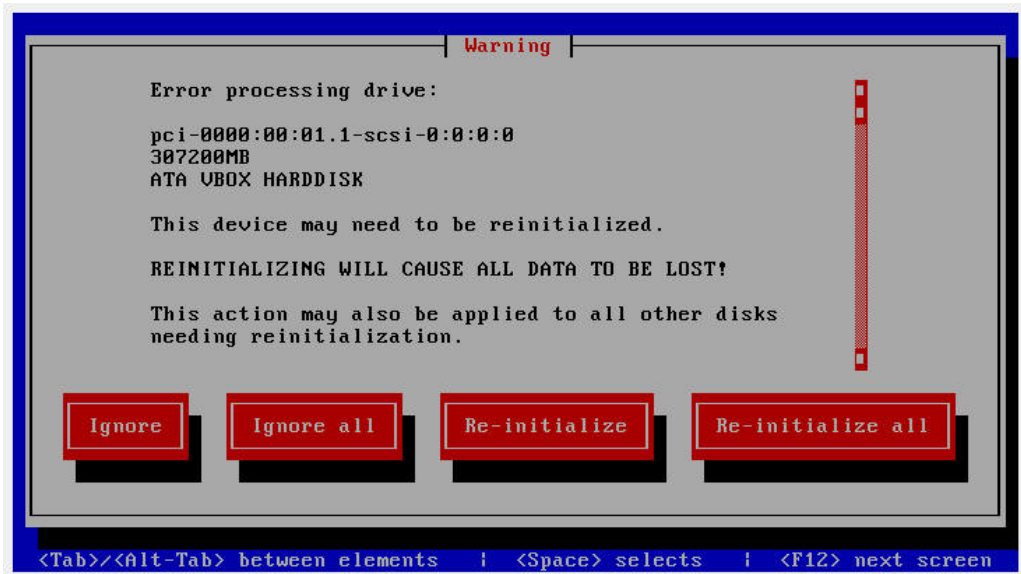 Warning
Error processing drive:
pci-0000:00:01.1-scsi-0:0:0:0
307200MB
ATA VBOX HARDDISK
This device may need to be reinitialized.
REINITIALIZING WILL CAUSE ALL DATA TO BE LOST!
This action may also be applied to all other disks
needing reinitialization.
Ignore Ignore all Re-initialize Re-initialize all
<Tab>/<Alt-Tab> between elements | <Space> selects | <F12> next screen